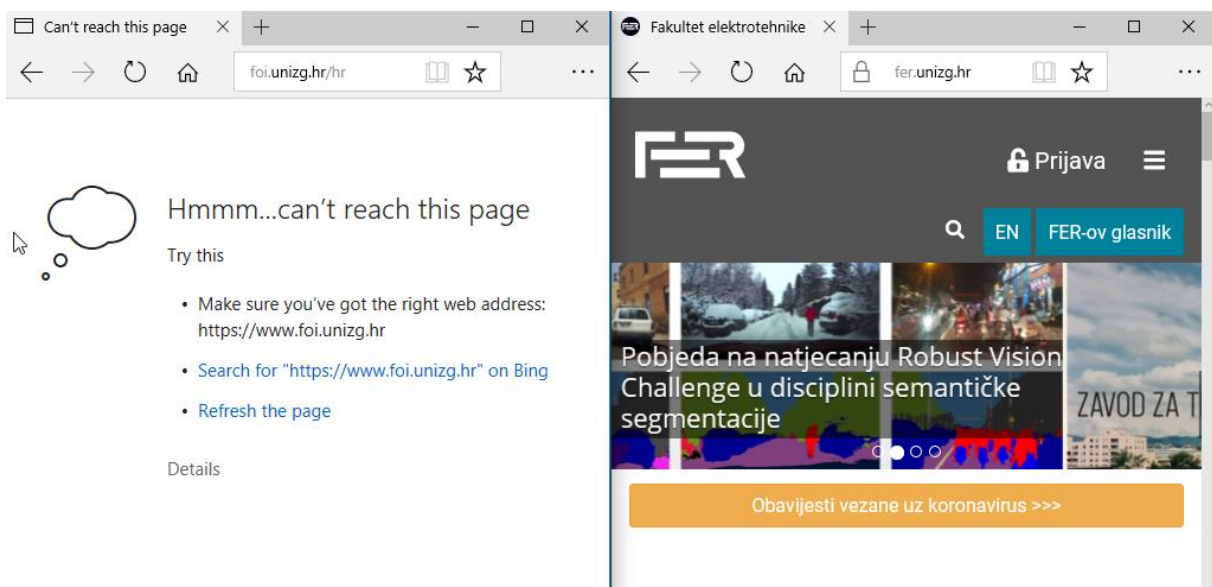 Can't reach this page
foi.unizg.hr/hr
Hmmm...can't reach this page
Try this
• Make sure you've got the right web address:
https://www.foi.unizg.hr
• Search for "https://www.foi.unizg.hr" on Bing
• Refresh the page
Details
Fakultet elektrotehnike
fer.unizg.hr
FER
Prijava
EN
FER-ov glasnik
Pobjeda na natjecanju Robust Vision
Challenge u disciplini semantičke
segmentacije
ZAVOD ZA T
Obavijesti vezane uz koronavirus >>>